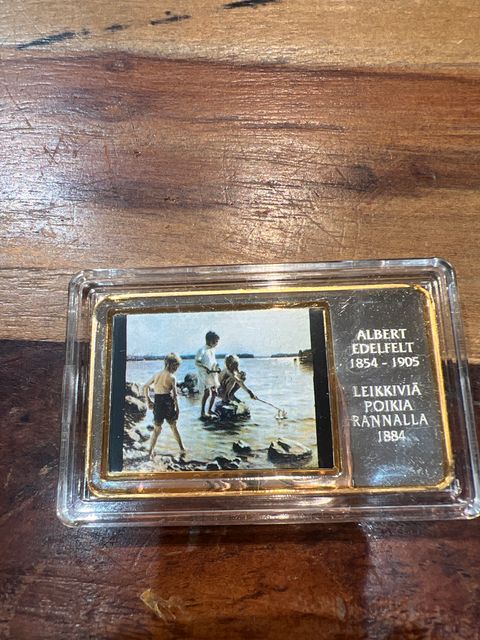 ALBERT
EDELFELT
1854 - 1905
LEIKKIVIÄ
POIKIA
RANNALLA
1884